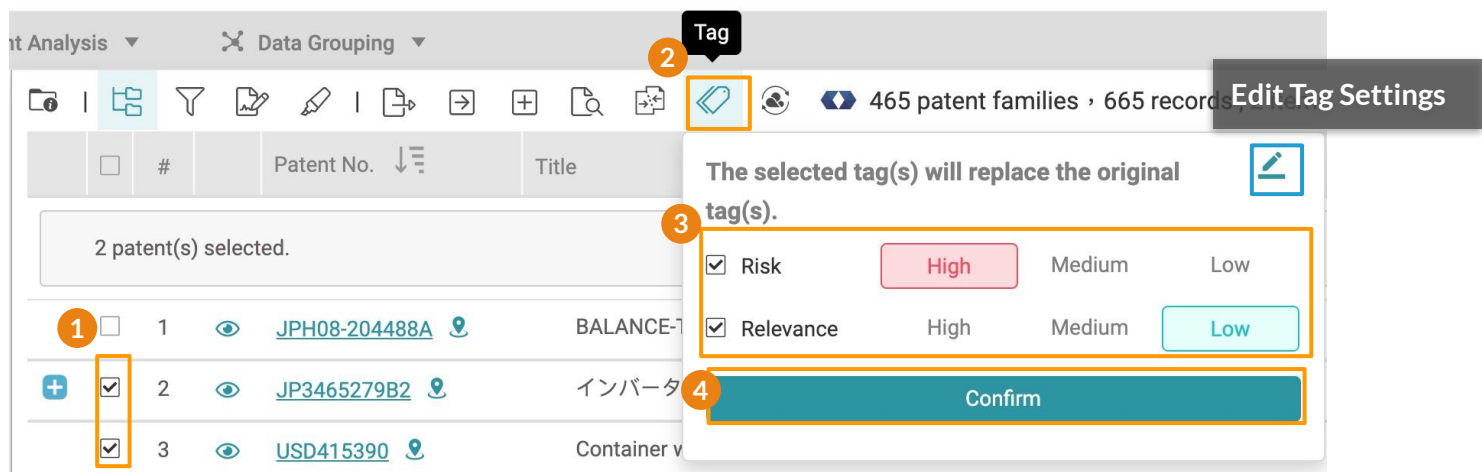 Tag
nt Analysis ▼ Data Grouping ▼
2
465 patent families，665 records
Edit Tag Settings
# Patent No. Title
The selected tag(s) will replace the original
tag(s).
3
2 patent(s) selected.
Risk High Medium Low
1
1 JPH08-204488A BALANCE-T
Relevance High Medium Low
2 JP3465279B2 インバータ
4
Confirm
3 USD415390 Container w